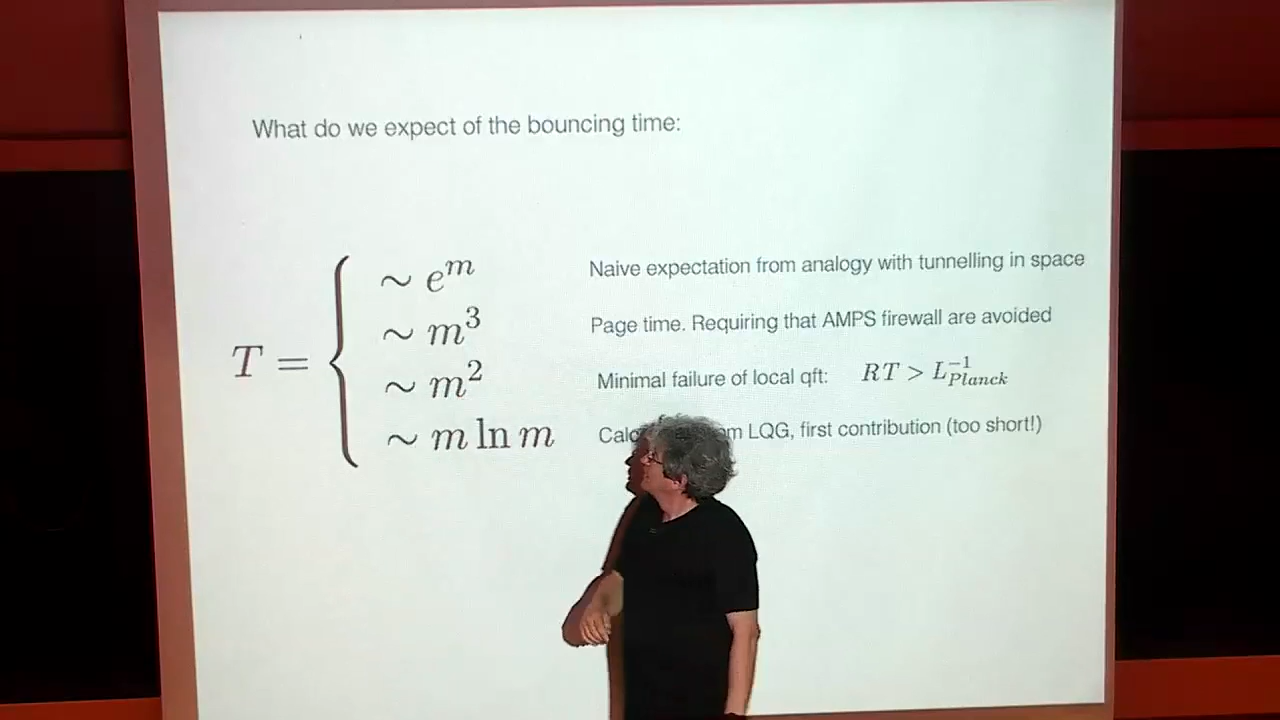 What do we expect of the bouncing time:
∼ e^m Naive expectation from analogy with tunnelling in space
∼ m^3 Page time. Requiring that AMPS firewall are avoided
T = { ∼ m^2 Minimal failure of local qft: RT > L_{Planck}^{-1}
∼ m ln m LQG, first contribution (too short!)